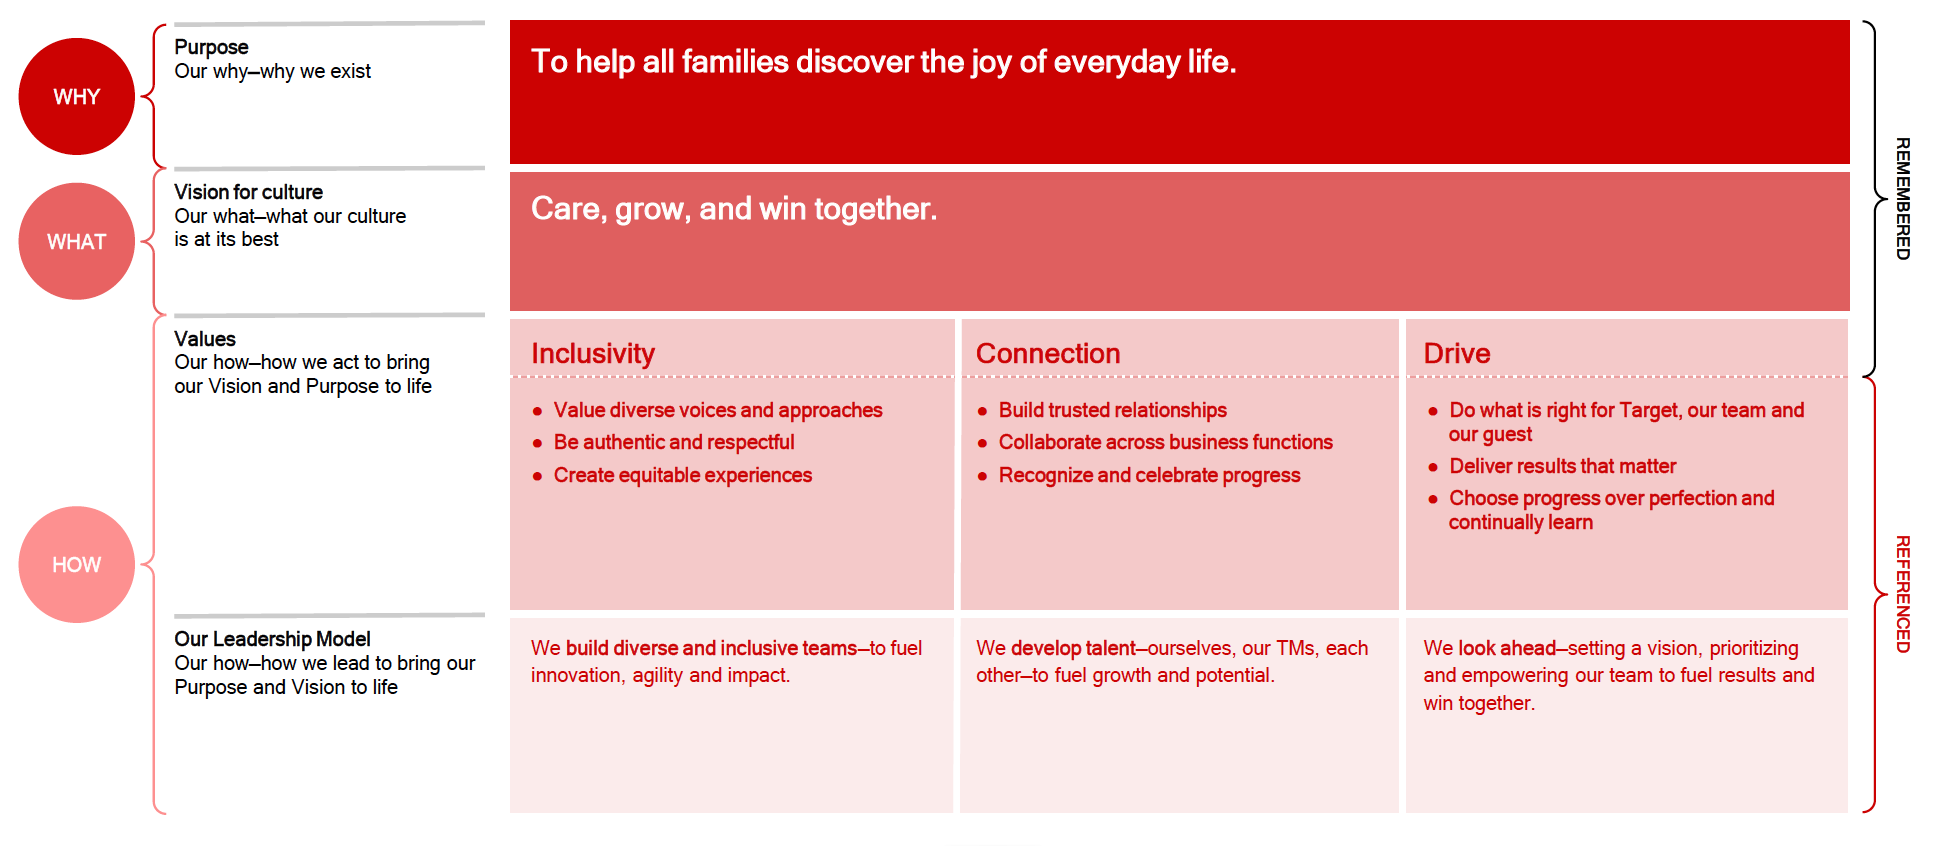 WHY
Purpose
Our why—why we exist
To help all families discover the joy of everyday life.
WHAT
Vision for culture
Our what—what our culture
is at its best
Care, grow, and win together.
REMEMBERED
HOW
Values
Our how—how we act to bring
our Vision and Purpose to life
Inclusivity
● Value diverse voices and approaches
● Be authentic and respectful
● Create equitable experiences
Connection
● Build trusted relationships
● Collaborate across business functions
● Recognize and celebrate progress
Drive
● Do what is right for Target, our team and
our guest
● Deliver results that matter
● Choose progress over perfection and
continually learn
Our Leadership Model
Our how—how we lead to bring our
Purpose and Vision to life
We build diverse and inclusive teams—to fuel
innovation, agility and impact.
We develop talent—ourselves, our TMs, each
other—to fuel growth and potential.
We look ahead—setting a vision, prioritizing
and empowering our team to fuel results and
win together.
REFERENCED